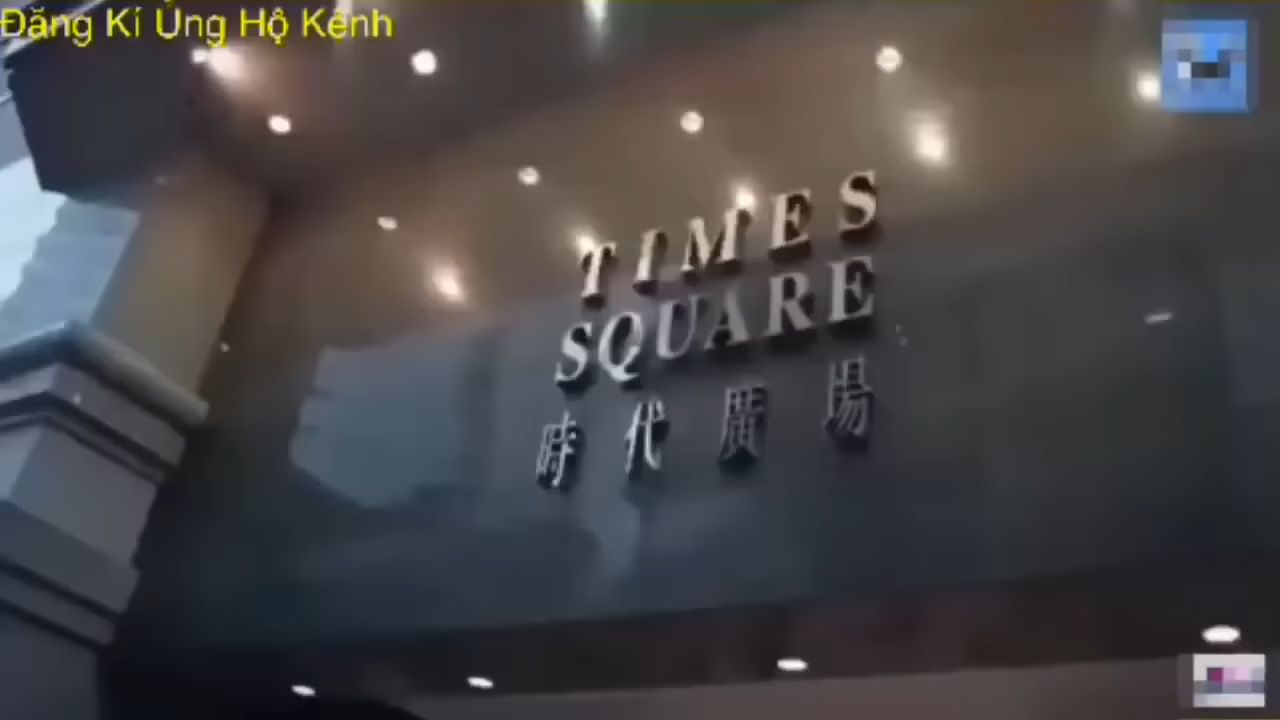 Đăng Kí Ủng Hộ Kênh
TIMES
SQUARE
時代廣場